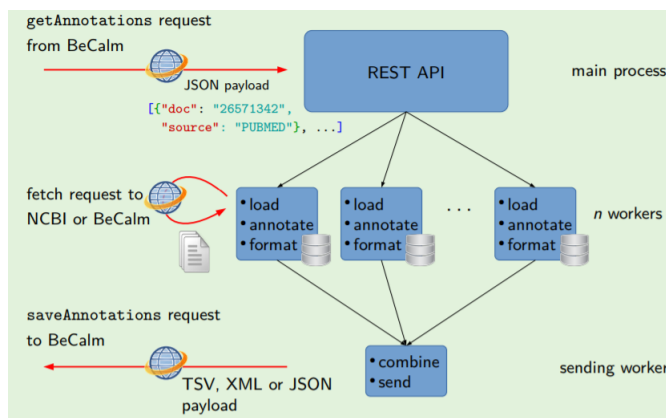 getAnnotations request
from BeCalm
JSON payload
[{"doc": "26571342",
"source": "PUBMED"}, ...]
REST API
main process
fetch request to
NCBI or BeCalm
• load
• annotate
• format
• load
• annotate
• format
. . .
• load
• annotate
• format
n workers
saveAnnotations request
to BeCalm
TSV, XML or JSON
payload
• combine
• send
sending worker